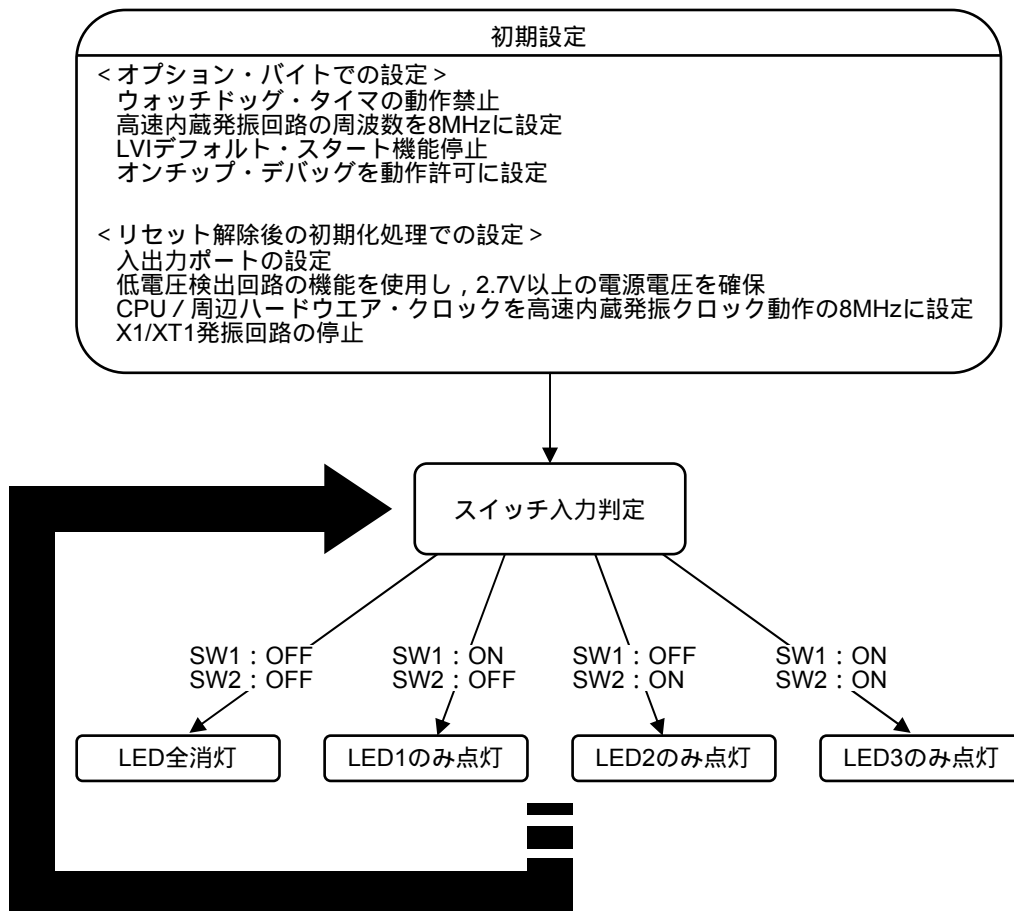 初期設定
＜オプション・バイトでの設定＞
ウォッチドッグ・タイマの動作禁止
高速内蔵発振回路の周波数を8MHzに設定
LVIデフォルト・スタート機能停止
オンチップ・デバッグを動作許可に設定
＜リセット解除後の初期化処理での設定＞
入出力ポートの設定
低電圧検出回路の機能を使用し，2.7V以上の電源電圧を確保
CPU／周辺ハードウエア・クロックを高速内蔵発振クロック動作の8MHzに設定
X1/XT1発振回路の停止
スイッチ入力判定
SW1：OFF
SW2：OFF
SW1：ON
SW2：OFF
SW1：OFF
SW2：ON
SW1：ON
SW2：ON
LED全消灯
LED1のみ点灯
LED2のみ点灯
LED3のみ点灯